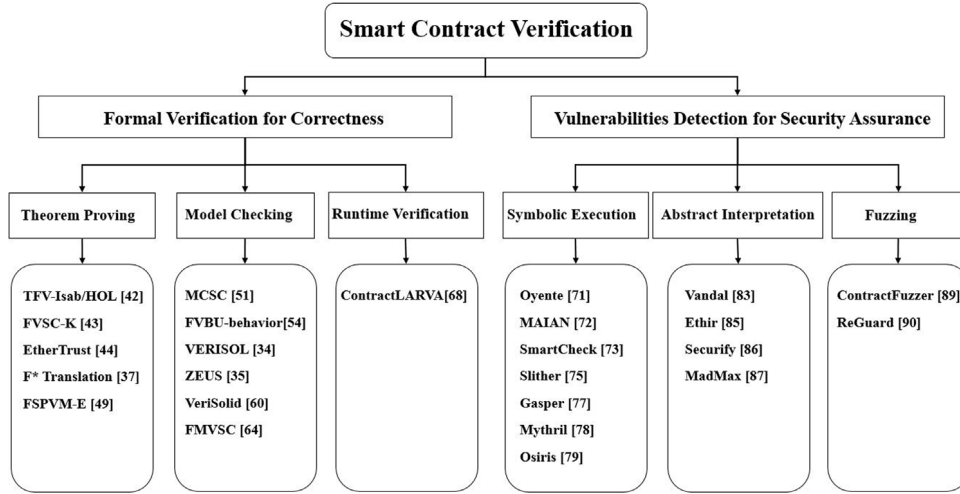 Smart Contract Verification
Formal Verification for Correctness
Vulnerabilities Detection for Security Assurance
Theorem Proving
Model Checking
Runtime Verification
Symbolic Execution
Abstract Interpretation
Fuzzing
TFV-Isab/HOL [42]
FVSC-K [43]
EtherTrust [44]
F* Translation [37]
FSPVM-E [49]
MCSC [51]
FVBU-behavior[54]
VERISOL [34]
ZEUS [35]
VeriSolid [60]
FMVSC [64]
ContractLARVA[68]
Oyente [71]
MAIAN [72]
SmartCheck [73]
Slither [75]
Gasper [77]
Mythril [78]
Osiris [79]
Vandal [83]
Ethir [85]
Securify [86]
MadMax [87]
ContractFuzzer [89]
ReGuard [90]